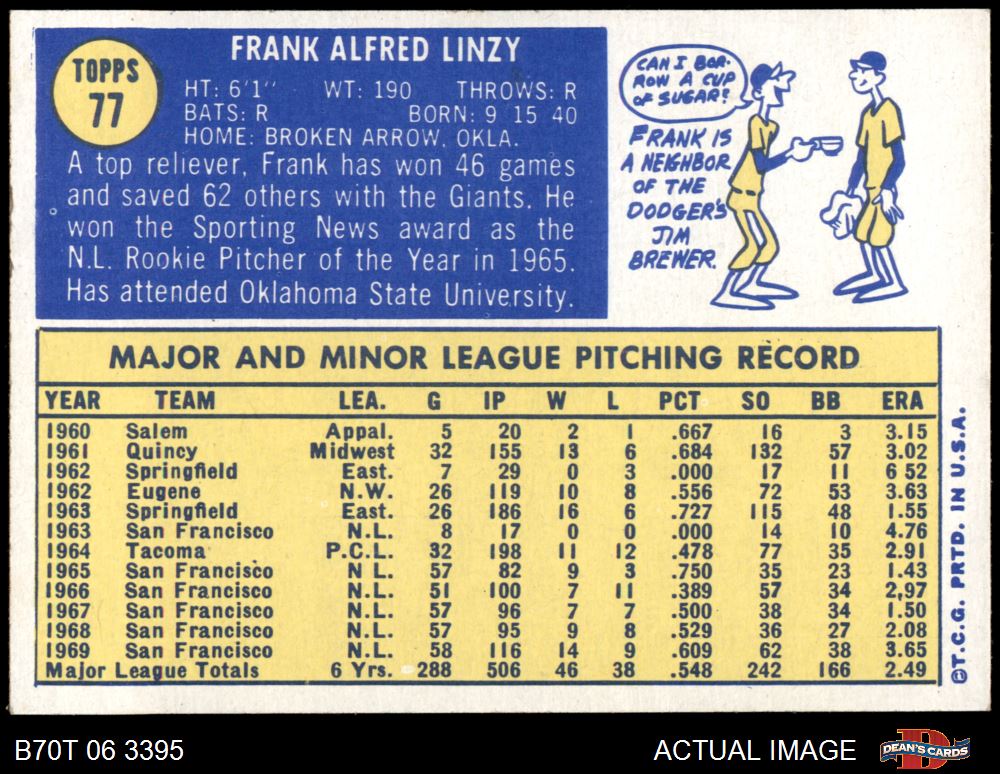 TOPPS
77
FRANK ALFRED LINZY
HT: 6'1" WT: 190 THROWS: R
BATS: R BORN: 9 15 40
HOME: BROKEN ARROW, OKLA.
A top reliever, Frank has won 46 games
and saved 62 others with the Giants. He
won the Sporting News award as the
N.L. Rookie Pitcher of the Year in 1965.
Has attended Oklahoma State University.
CAN I BOR-
ROW A CUP
OF SUGAR?
FRANK IS
A NEIGHBOR
OF THE
DODGER'S
JIM
BREWER.
MAJOR AND MINOR LEAGUE PITCHING RECORD
YEAR TEAM LEA. G IP W L PCT SO BB ERA
1960 Salem Appal. 5 20 2 1 .667 16 3 3.15
1961 Quincy Midwest 32 155 13 6 .684 132 57 3.02
1962 Springfield East. 7 29 0 3 .000 17 11 6 52
1962 Eugene N.W. 26 119 10 8 .556 72 53 3.63
1963 Springfield East. 26 186 16 6 .727 115 48 1.55
1963 San Francisco N.L. 8 17 0 0 .000 14 10 4.76
1964 Tacoma P.C.L. 32 198 11 12 .478 77 35 2.91
1965 San Francisco N L. 57 82 9 3 .750 35 23 1.43
1966 San Francisco N.L. 51 100 7 11 .389 57 34 2,97
1967 San Francisco N.L. 57 96 7 7 .500 38 34 1.50
1968 San Francisco N.L. 57 95 9 8 .529 36 27 2.08
1969 San Francisco N.L. 58 116 14 9 .609 62 38 3.65
Major League Totals 6 Yrs. 288 506 46 38 .548 242 166 2.49
©T.C.G. PRTD. IN U.S.A.
B70T 06 3395
ACTUAL IMAGE
DEAN'S CARDS